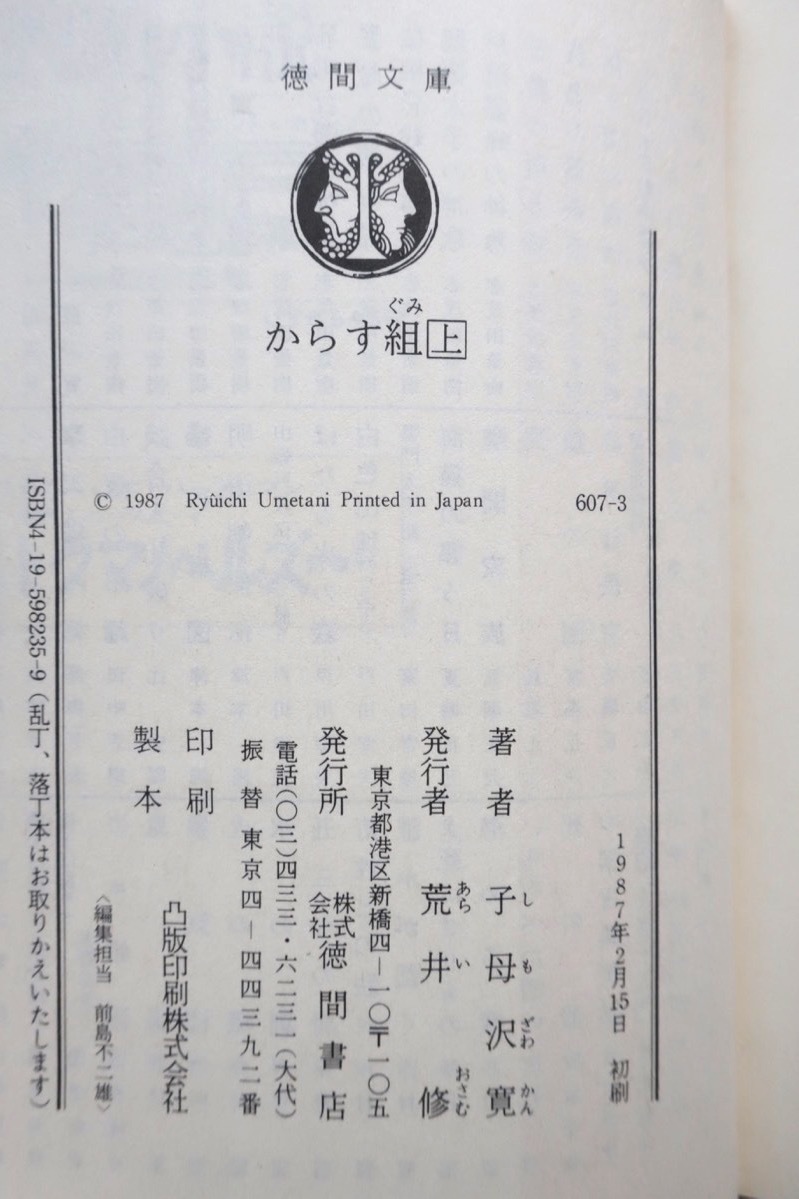 徳間文庫
ぐみ
からす組上
© 1987 Ryûichi Umetani Printed in Japan
607-3
1987年2月15日 初刷
著者 子母沢寛
しもざわかん
発行者 荒井修
あらいおさむ
東京都港区新橋四―一〇〒一〇五
発行所 株式会社徳間書店
電話(〇三)四三三・六二三一(大代)
振替東京四―四四三九二番
印刷
製本
凸版印刷株式会社
〈編集担当 前島不二雄〉
ISBN4-19-598235-9(乱丁、落丁本はお取りかえいたします)